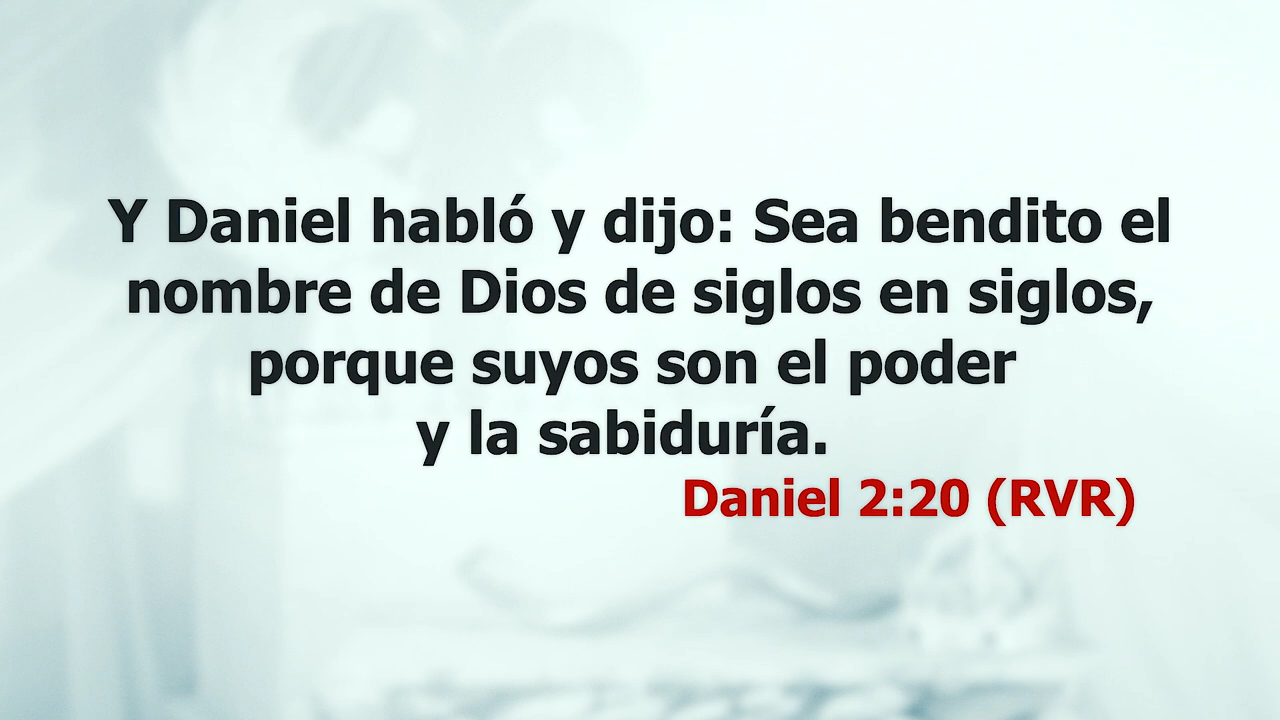 Y Daniel habló y dijo: Sea bendito el
nombre de Dios de siglos en siglos,
porque suyos son el poder
y la sabiduría.
Daniel 2:20 (RVR)